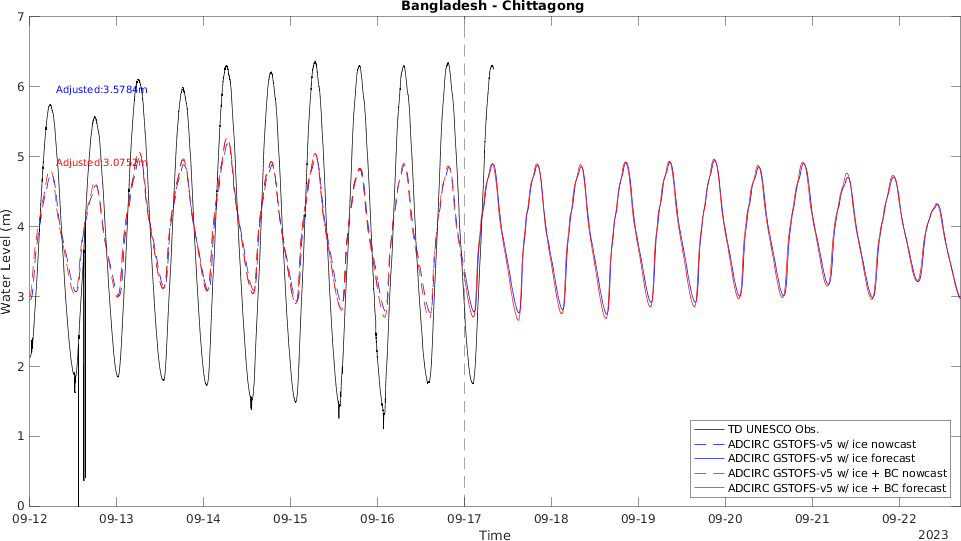 Bangladesh - Chittagong
7
6
5
4
3
2
1
0
Water Level (m)
Adjusted:3.5784m
Adjusted:3.0752m
TD UNESCO Obs.
ADCIRC GSTOFS-v5 w/ ice nowcast
ADCIRC GSTOFS-v5 w/ ice forecast
ADCIRC GSTOFS-v5 w/ ice + BC nowcast
ADCIRC GSTOFS-v5 w/ ice + BC forecast
09-12 09-13 09-14 09-15 09-16 09-17 09-18 09-19 09-20 09-21 09-22
Time
2023